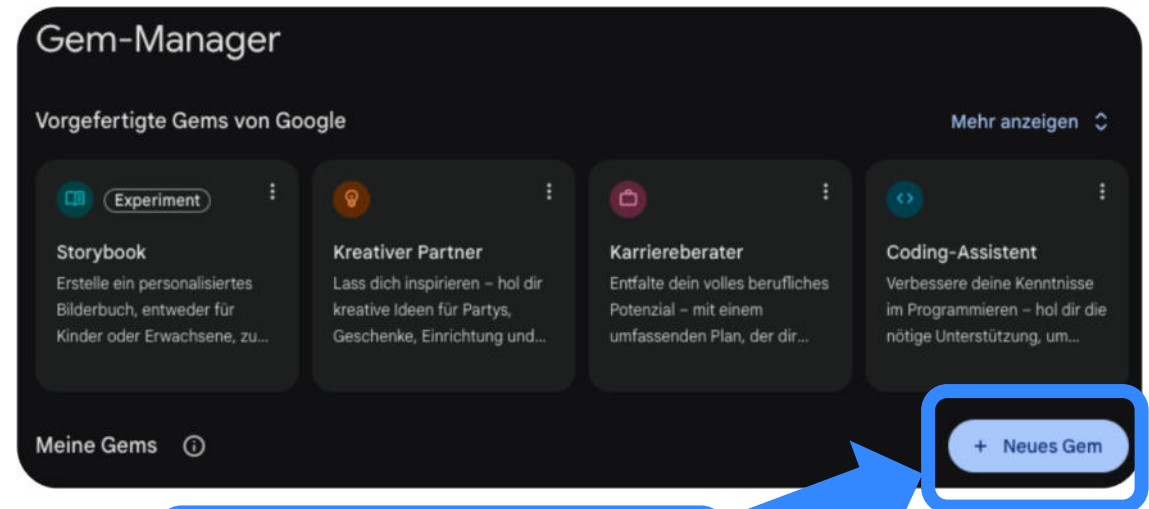 Gem-Manager
Vorgefertigte Gems von Google
Mehr anzeigen
Experiment
Storybook
Erstelle ein personalisiertes
Bilderbuch, entweder für
Kinder oder Erwachsene, zu...
Kreativer Partner
Lass dich inspirieren – hol dir
kreative Ideen für Partys,
Geschenke, Einrichtung und...
Karriereberater
Entfalte dein volles berufliches
Potenzial – mit einem
umfassenden Plan, der dir...
Coding-Assistent
Verbessere deine Kenntnisse
im Programmieren – hol dir die
nötige Unterstützung, um...
Meine Gems
+ Neues Gem